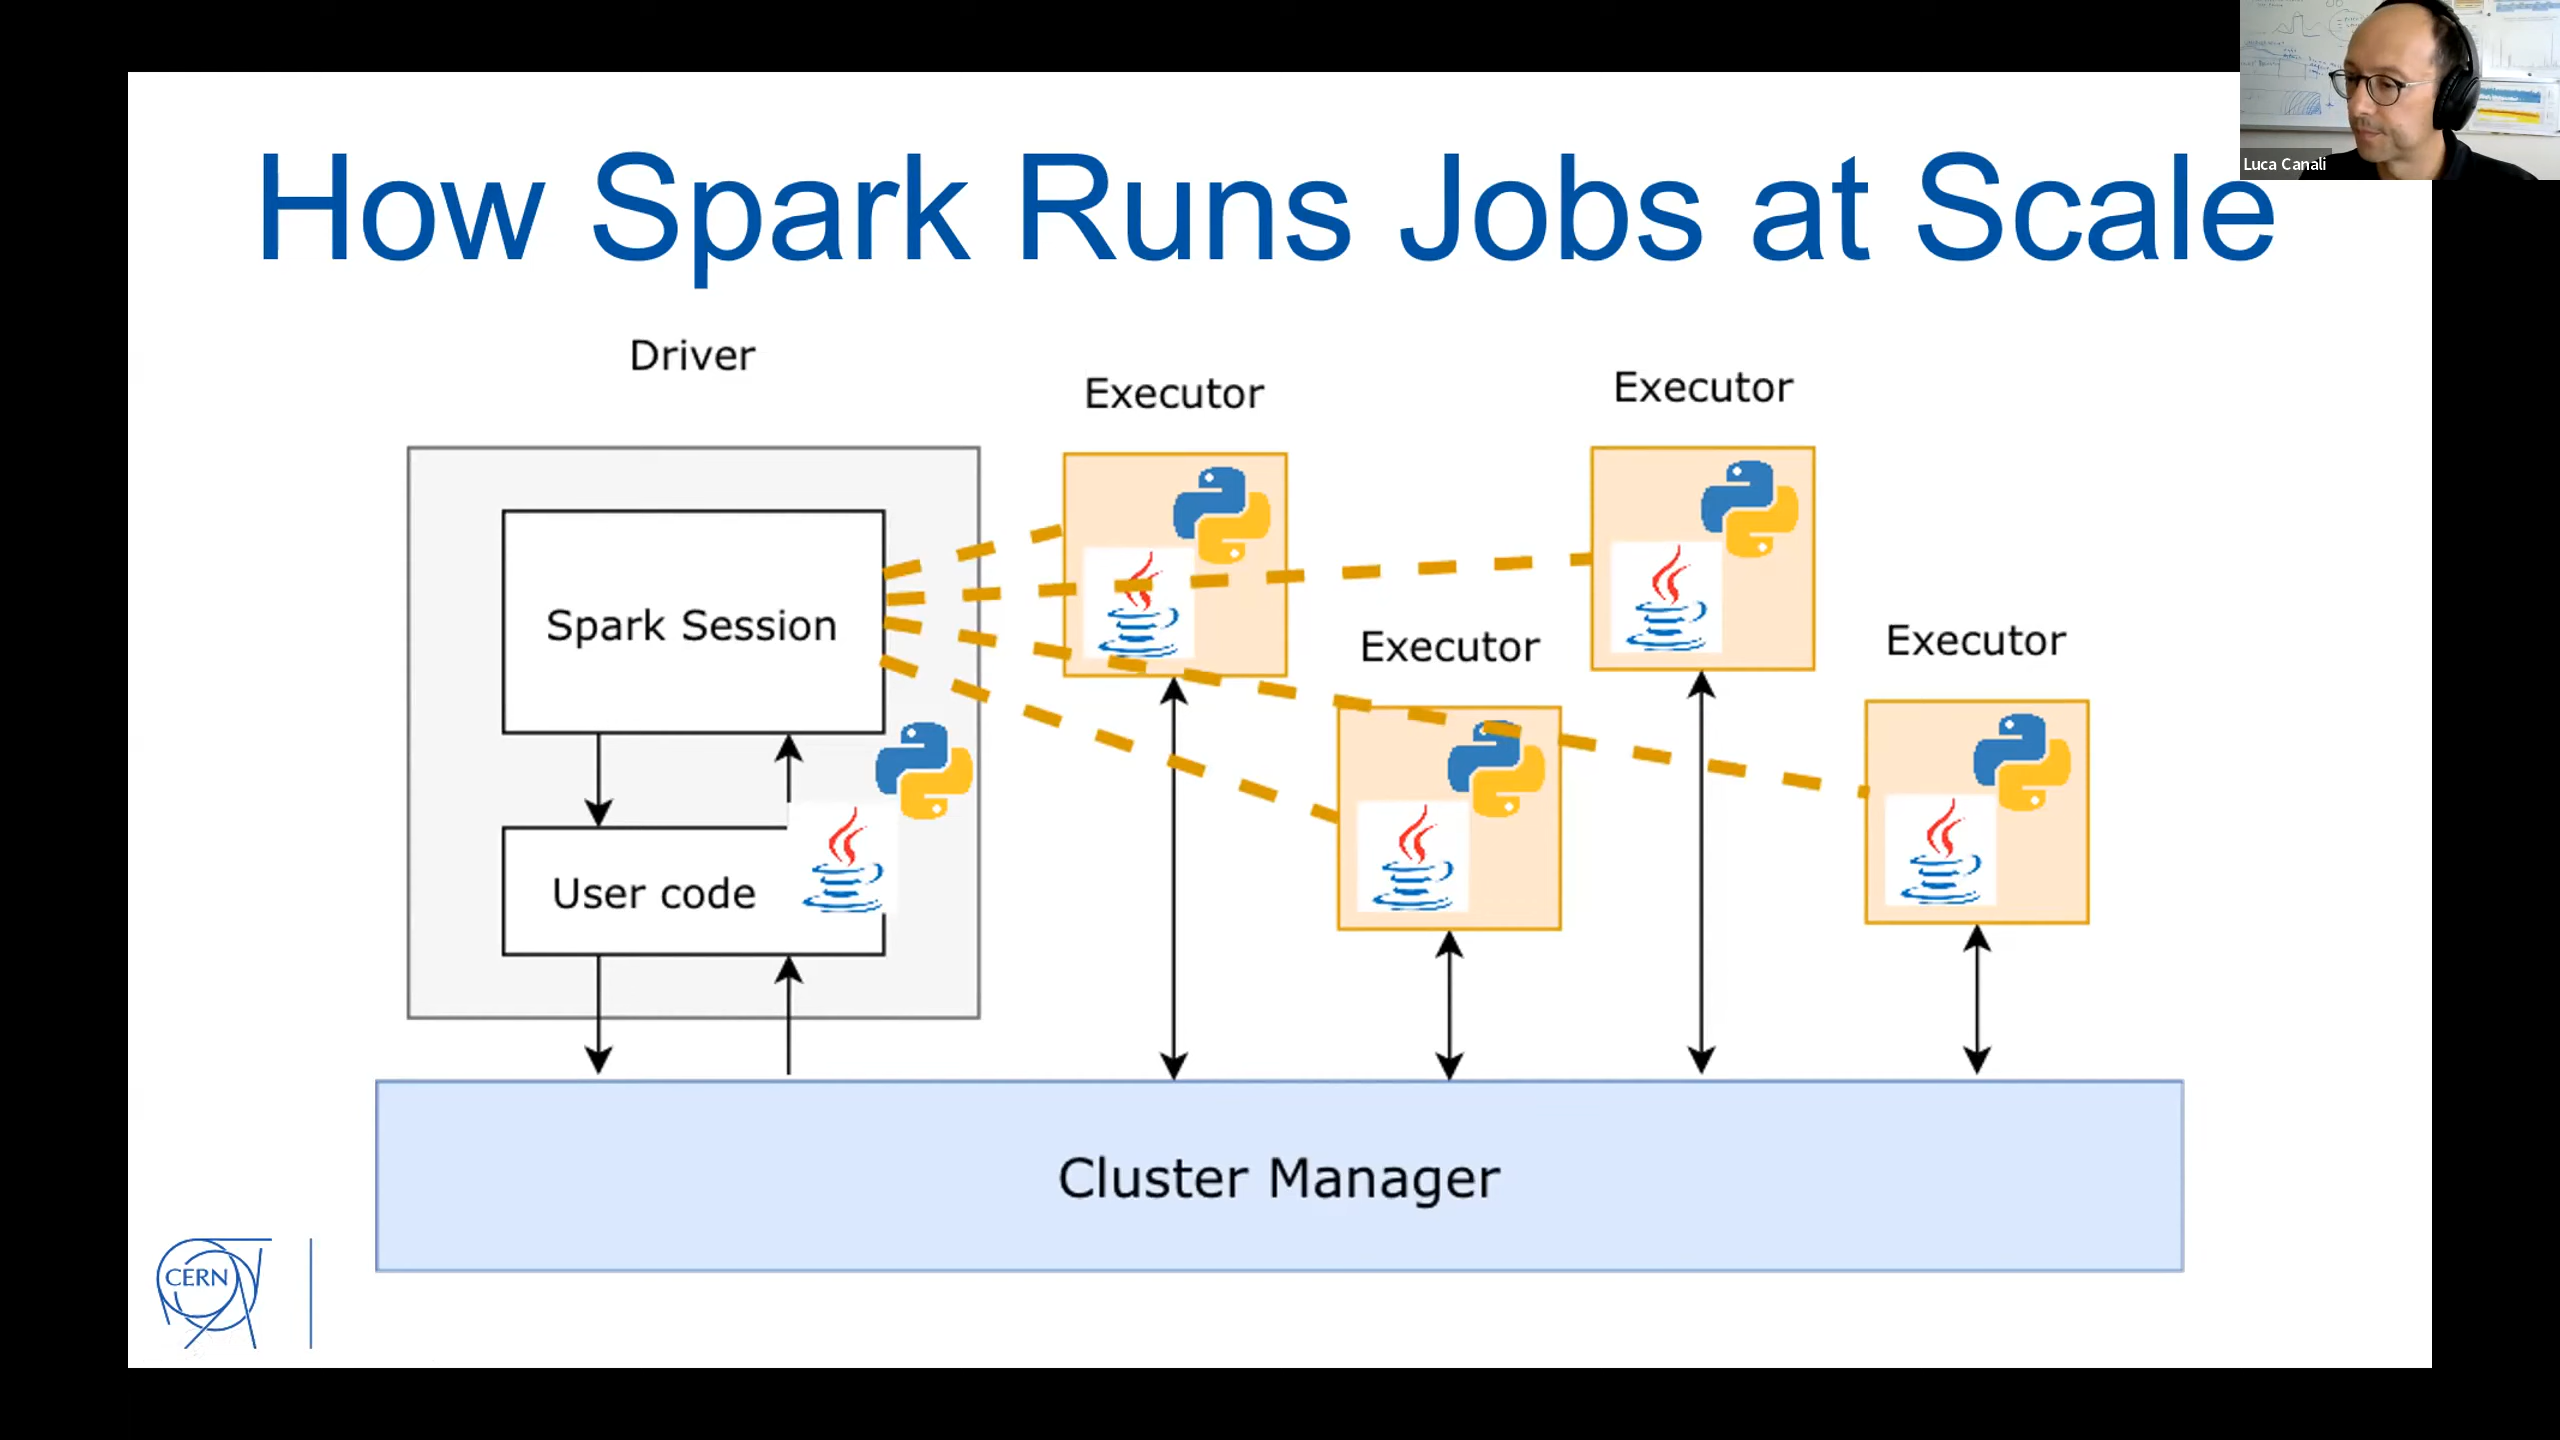 Luca Canali
How Spark Runs Jobs at Scale
Driver
Executor
Executor
Spark Session
Executor
Executor
User code
Cluster Manager
CERN